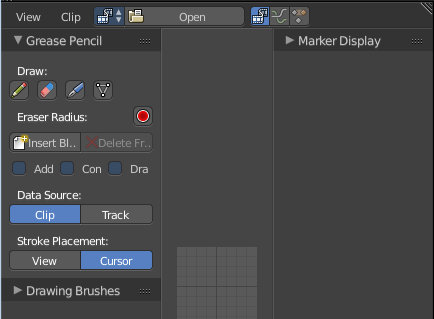 View Clip Open
Grease Pencil
Marker Display
Draw:
Eraser Radius:
Insert Bl.. Delete Fr..
Add Con Dra
Data Source:
Clip Track
Stroke Placement:
View Cursor
Drawing Brushes